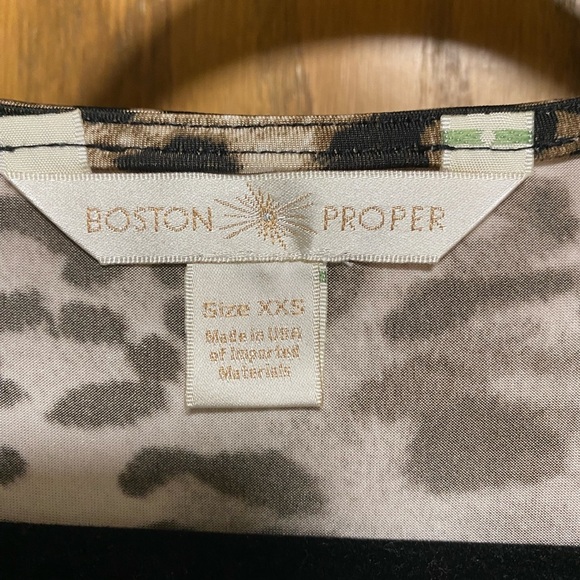 BOSTON PROPER
Size XXS
Made in USA
of Imported
Materials